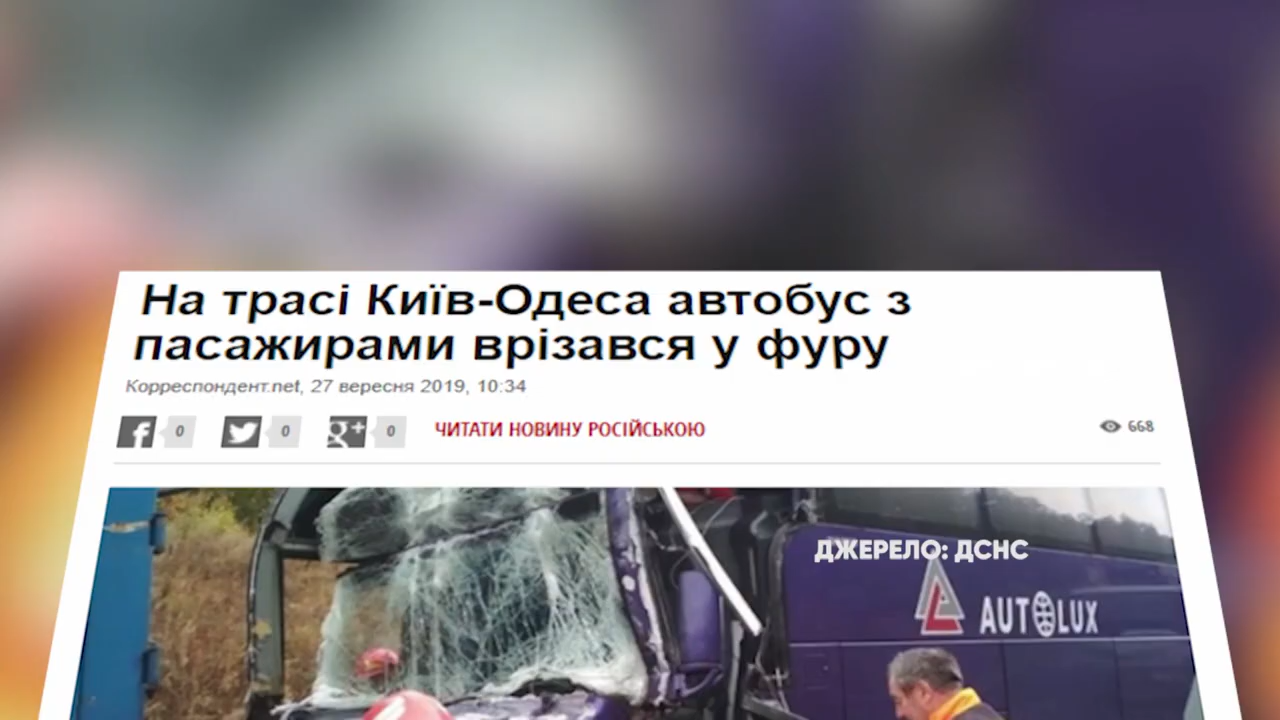 На трасі Київ-Одеса автобус з
пасажирами врізався у фуру
Корреспондент.net, 27 вересня 2019, 10:34
f 0 0 g+ 0 ЧИТАТИ НОВИНУ РОСІЙСЬКОЮ 668
ДЖЕРЕЛО: ДСНС
AUTOLUX